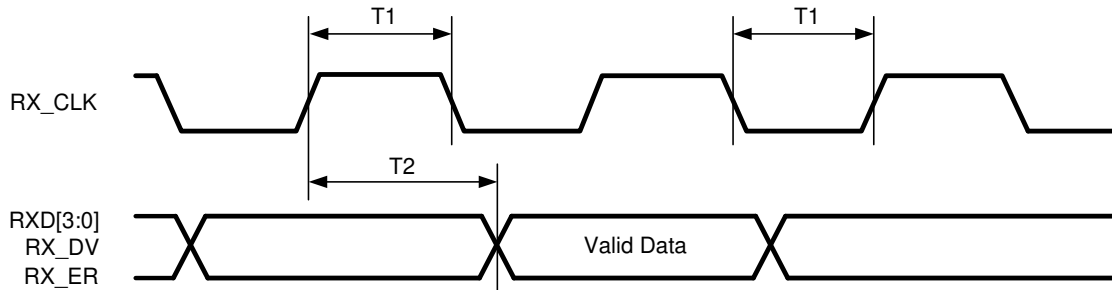 T1 T1
RX_CLK
T2
RXD[3:0]
RX_DV Valid Data
RX_ER